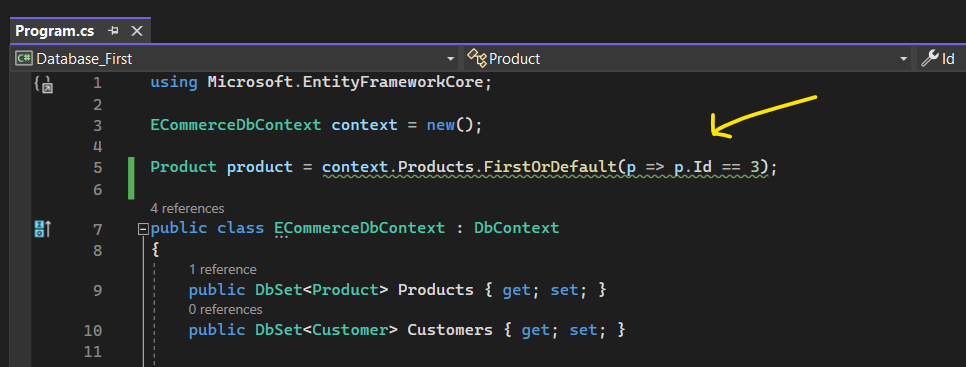 Program.cs
C# Database_First Product Id
1 using Microsoft.EntityFrameworkCore;
2
3 ECommerceDbContext context = new();
4
5 Product product = context.Products.FirstOrDefault(p => p.Id == 3);
6
4 references
7 public class ECommerceDbContext : DbContext
8 {
1 reference
9 public DbSet<Product> Products { get; set; }
0 references
10 public DbSet<Customer> Customers { get; set; }
11